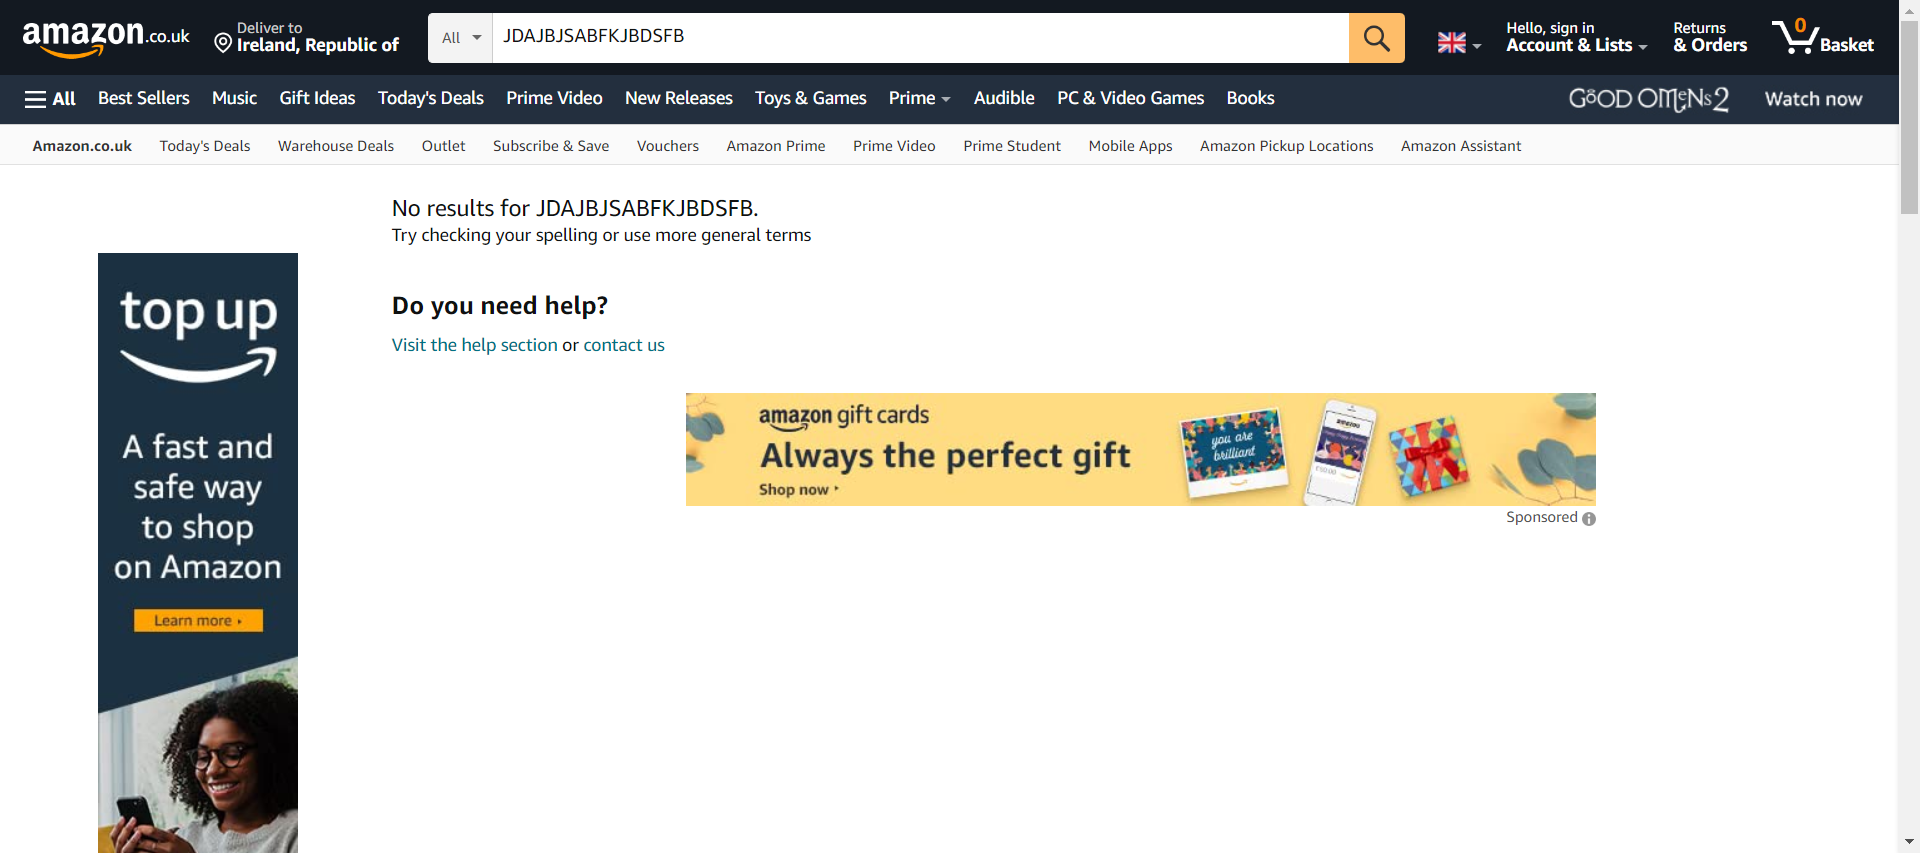 amazon.co.uk
Deliver to
Ireland, Republic of
All
JDAJBJSABFKJBDSFB
Hello, sign in
Account & Lists
Returns
& Orders
0
Basket
All Best Sellers Music Gift Ideas Today's Deals Prime Video New Releases Toys & Games Prime Audible PC & Video Games Books
GOOD OMENS 2 Watch now
Amazon.co.uk Today's Deals Warehouse Deals Outlet Subscribe & Save Vouchers Amazon Prime Prime Video Prime Student Mobile Apps Amazon Pickup Locations Amazon Assistant
No results for JDAJBJSABFKJBDSFB.
Try checking your spelling or use more general terms
Do you need help?
Visit the help section or contact us
top up
A fast and
safe way
to shop
on Amazon
Learn more
amazon gift cards
Always the perfect gift
Shop now
you are
brilliant
amazon
Sponsored